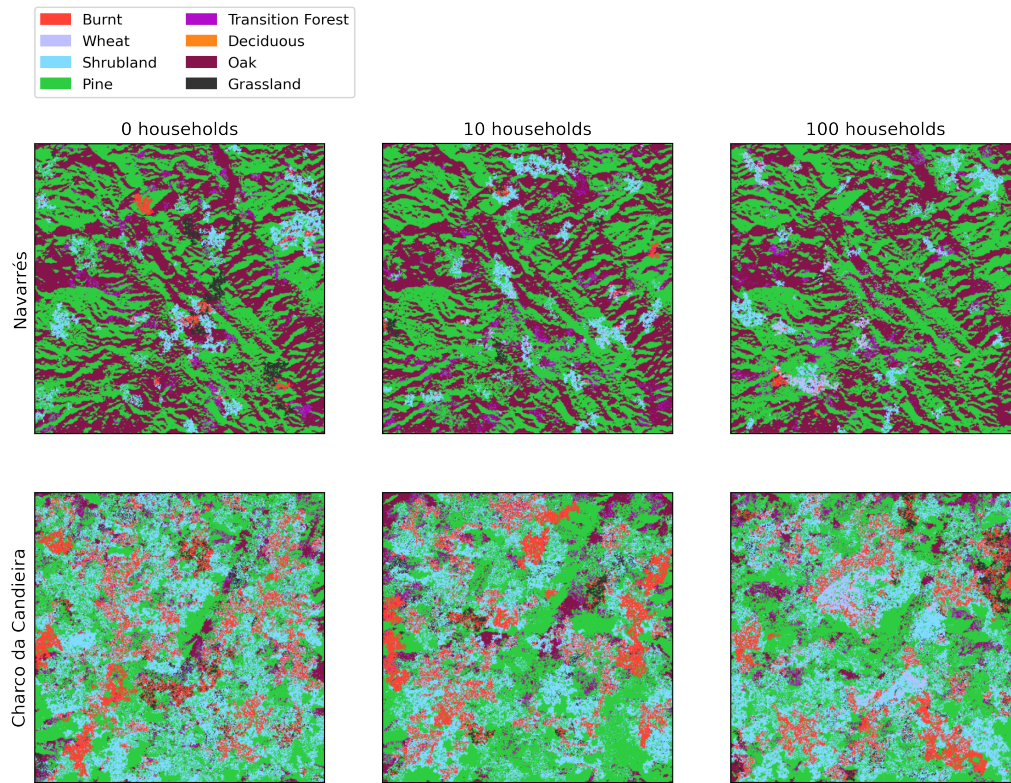 Burnt
Wheat
Shrubland
Pine
Transition Forest
Deciduous
Oak
Grassland
0 households
10 households
100 households
Navarrés
Charco da Candieira